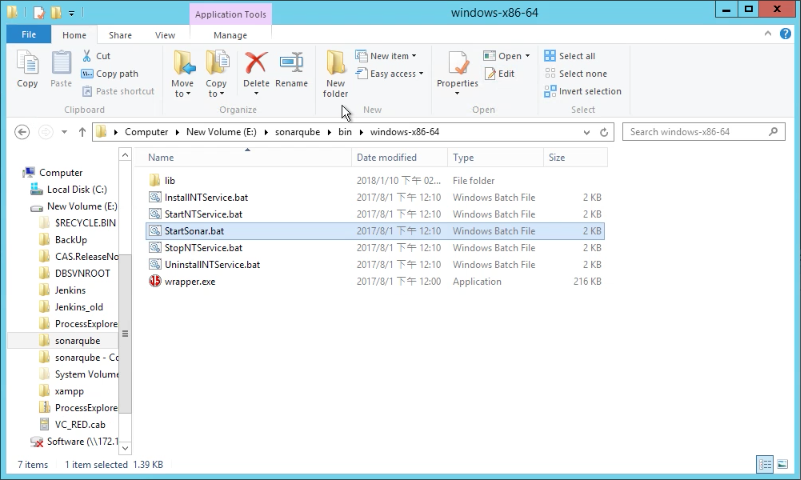 Application Tools
windows-x86-64
File
Home
Share
View
Manage
Copy
Paste
Cut
Copy path
Paste shortcut
Clipboard
Move to
Copy to
Delete
Rename
Organize
New folder
New item
Easy access
New
Properties
Open
Edit
Open
Select all
Select none
Invert selection
Select
Computer New Volume (E:) sonarqube bin windows-x86-64
Search windows-x86-64
Name Date modified Type Size
lib 2018/1/10 下午 02... File folder
InstallNTService.bat 2017/8/1 下午 12:10 Windows Batch File 2 KB
StartNTService.bat 2017/8/1 下午 12:10 Windows Batch File 2 KB
StartSonar.bat 2017/8/1 下午 12:10 Windows Batch File 2 KB
StopNTService.bat 2017/8/1 下午 12:10 Windows Batch File 2 KB
UninstallNTService.bat 2017/8/1 下午 12:10 Windows Batch File 2 KB
wrapper.exe 2017/8/1 下午 12:00 Application 216 KB
Computer
Local Disk (C:)
New Volume (E:)
$RECYCLE.BIN
BackUp
CAS.ReleaseNo
DBSVNROOT
Jenkins
Jenkins_old
ProcessExplore
sonarqube
sonarqube - Co
System Volume
xampp
ProcessExplore
VC_RED.cab
Software (\\172.1
7 items 1 item selected 1.39 KB